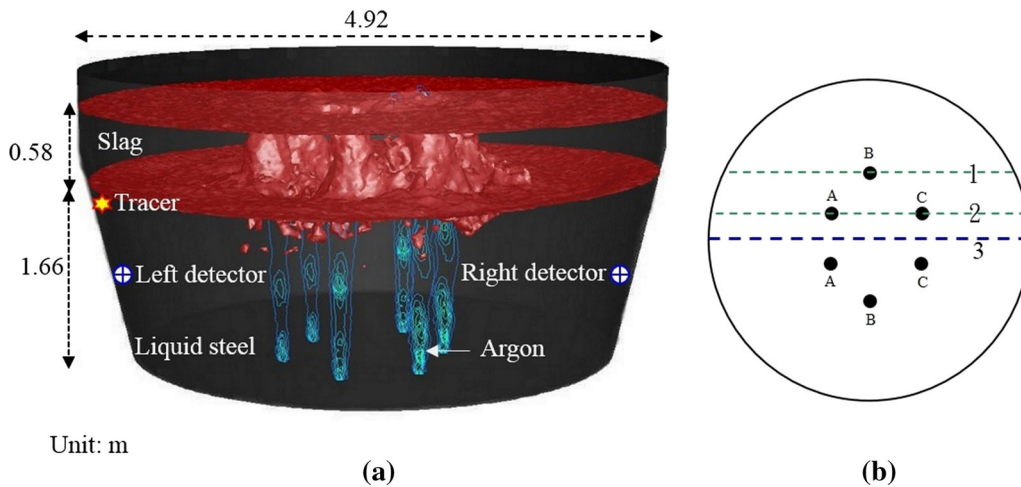 4.92
Slag
0.58
Tracer
1.66
Left detector
Right detector
Liquid steel
Argon
Unit: m
(a)
B
1
A
C
2
3
A
C
B
(b)